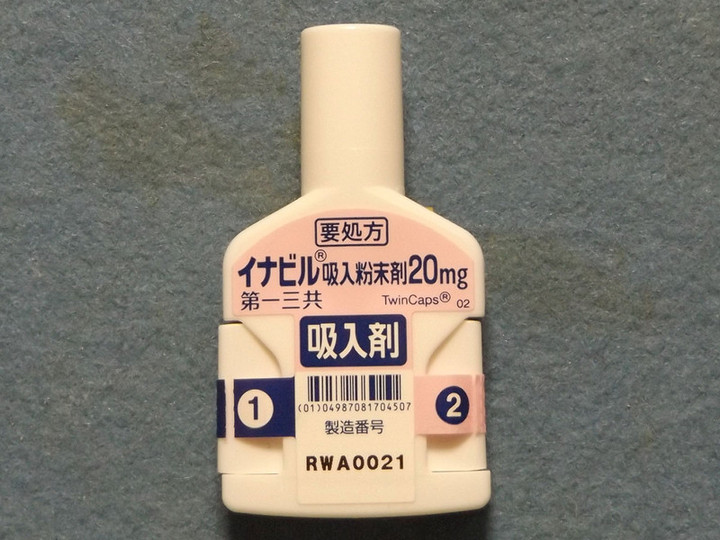 要処方
イナビル®吸入粉末剤20mg
第一三共 TwinCaps® 02
吸入剤
1
2
(01)04987081704507
製造番号
RWA0021